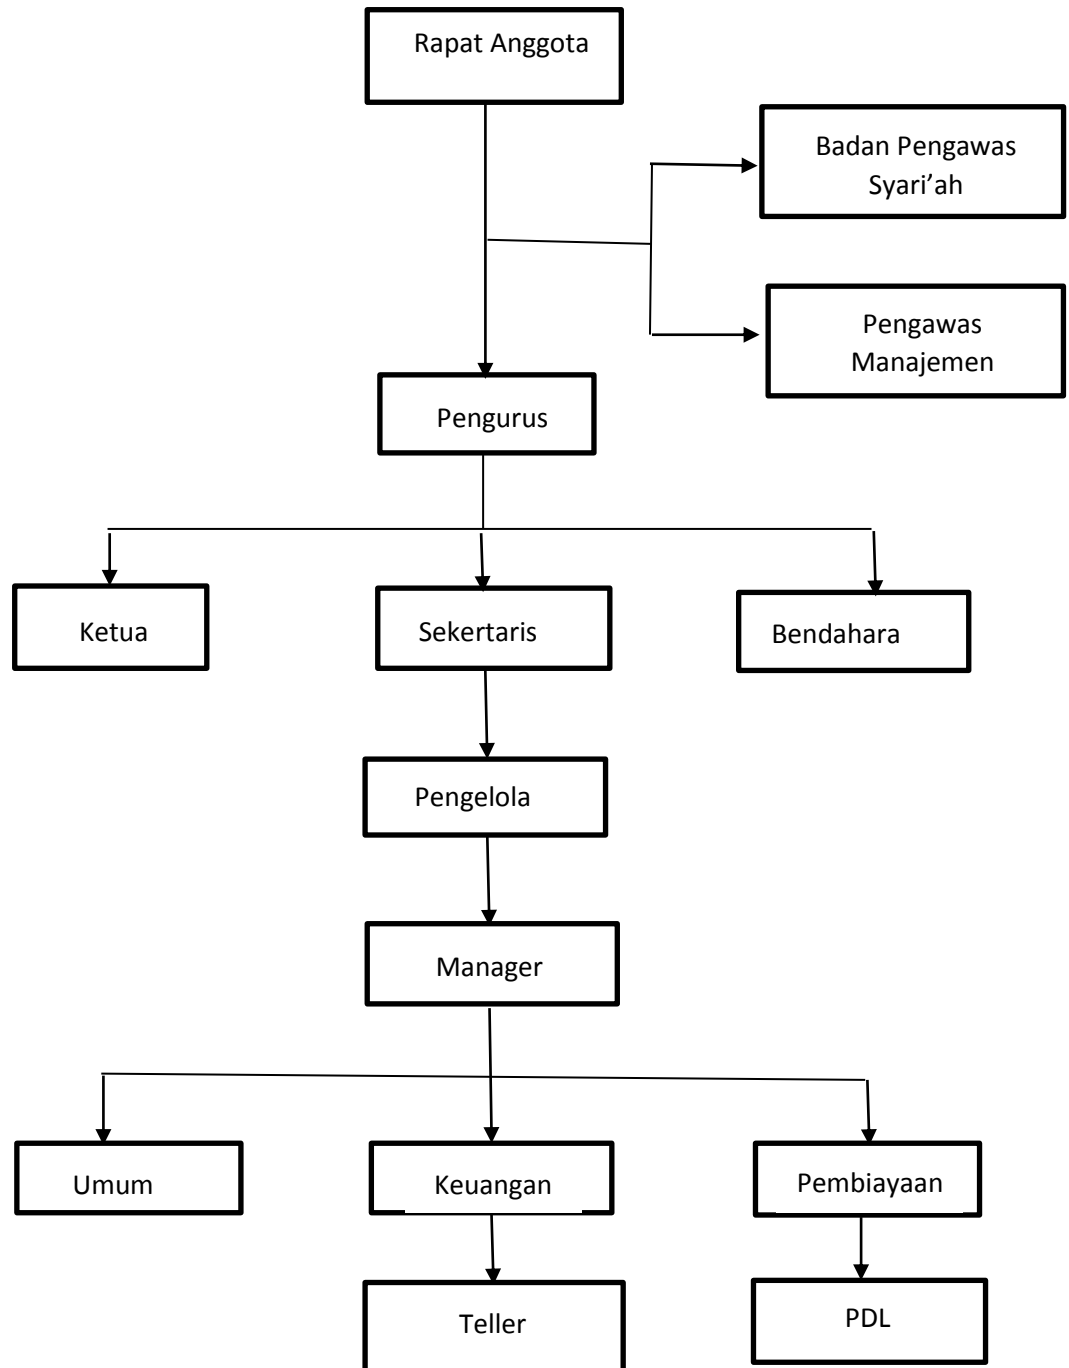 Rapat Anggota
Badan Pengawas
Syari’ah
Pengawas
Manajemen
Pengurus
Ketua
Sekertaris
Bendahara
Pengelola
Manager
Umum
Keuangan
Pembiayaan
Teller
PDL